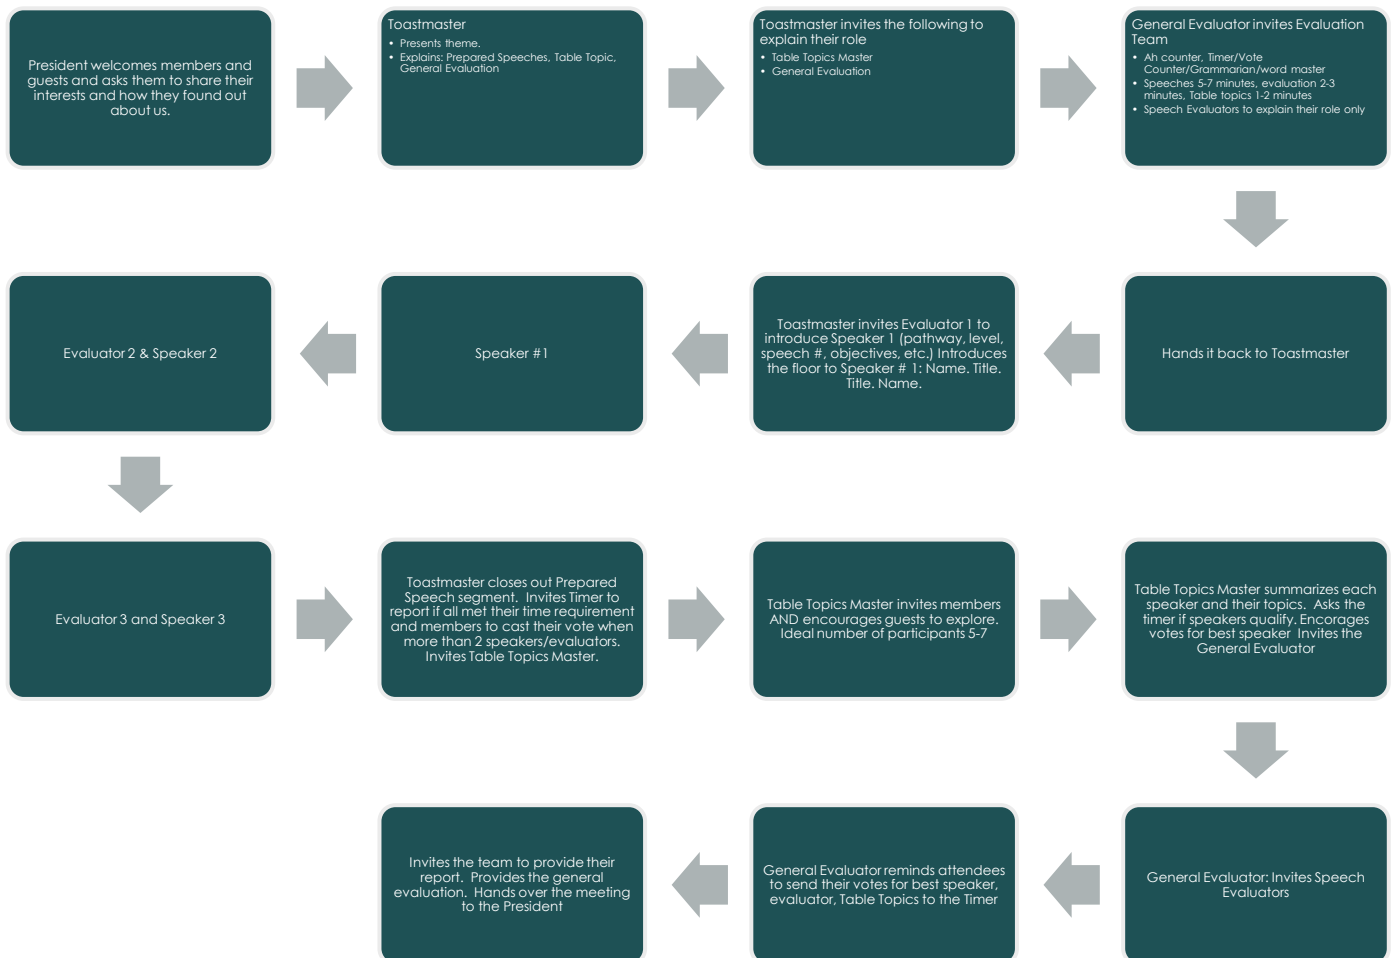 President welcomes members and
guests and asks them to share their
interests and how they found out
about us.
Toastmaster
• Presents theme.
• Explains: Prepared Speeches, Table Topic,
General Evaluation
Toastmaster invites the following to
explain their role
• Table Topics Master
• General Evaluation
General Evaluator invites Evaluation
Team
• Ah counter, Timer/Vote
Counter/Grammarian/word master
• Speeches 5-7 minutes, evaluation 2-3
minutes, Table topics 1-2 minutes
• Speech Evaluators to explain their role only
Hands it back to Toastmaster
Toastmaster invites Evaluator 1 to
introduce Speaker 1 (pathway, level,
speech #, objectives, etc.) Introduces
the floor to Speaker # 1: Name. Title.
Title. Name.
Speaker #1
Evaluator 2 & Speaker 2
Evaluator 3 and Speaker 3
Toastmaster closes out Prepared
Speech segment. Invites Timer to
report if all met their time requirement
and members to cast their vote when
more than 2 speakers/evaluators.
Invites Table Topics Master.
Table Topics Master invites members
AND encourages guests to explore.
Ideal number of participants 5-7
Table Topics Master summarizes each
speaker and their topics. Asks the
timer if speakers qualify. Encorages
votes for best speaker Invites the
General Evaluator
General Evaluator: Invites Speech
Evaluators
General Evaluator reminds attendees
to send their votes for best speaker,
evaluator, Table Topics to the Timer
Invites the team to provide their
report. Provides the general
evaluation. Hands over the meeting
to the President